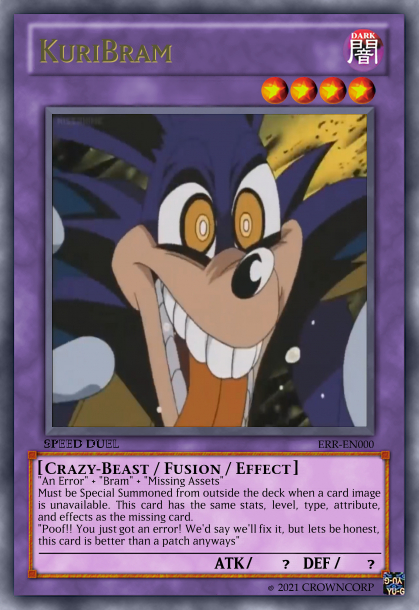 KURIBRAM
DARK
闇
SPEED DUEL
ERR-EN000
[CRAZY-BEAST / FUSION / EFFECT]
"An Error" + "Bram" + "Missing Assets"
Must be Special Summoned from outside the deck when a card image
is unavailable. This card has the same stats, level, type, attribute,
and effects as the missing card.
"Poof!! You just got an error! We'd say we'll fix it, but lets be honest,
this card is better than a patch anyways"
ATK/ ? DEF/ ?
© 2021 CROWNCORP